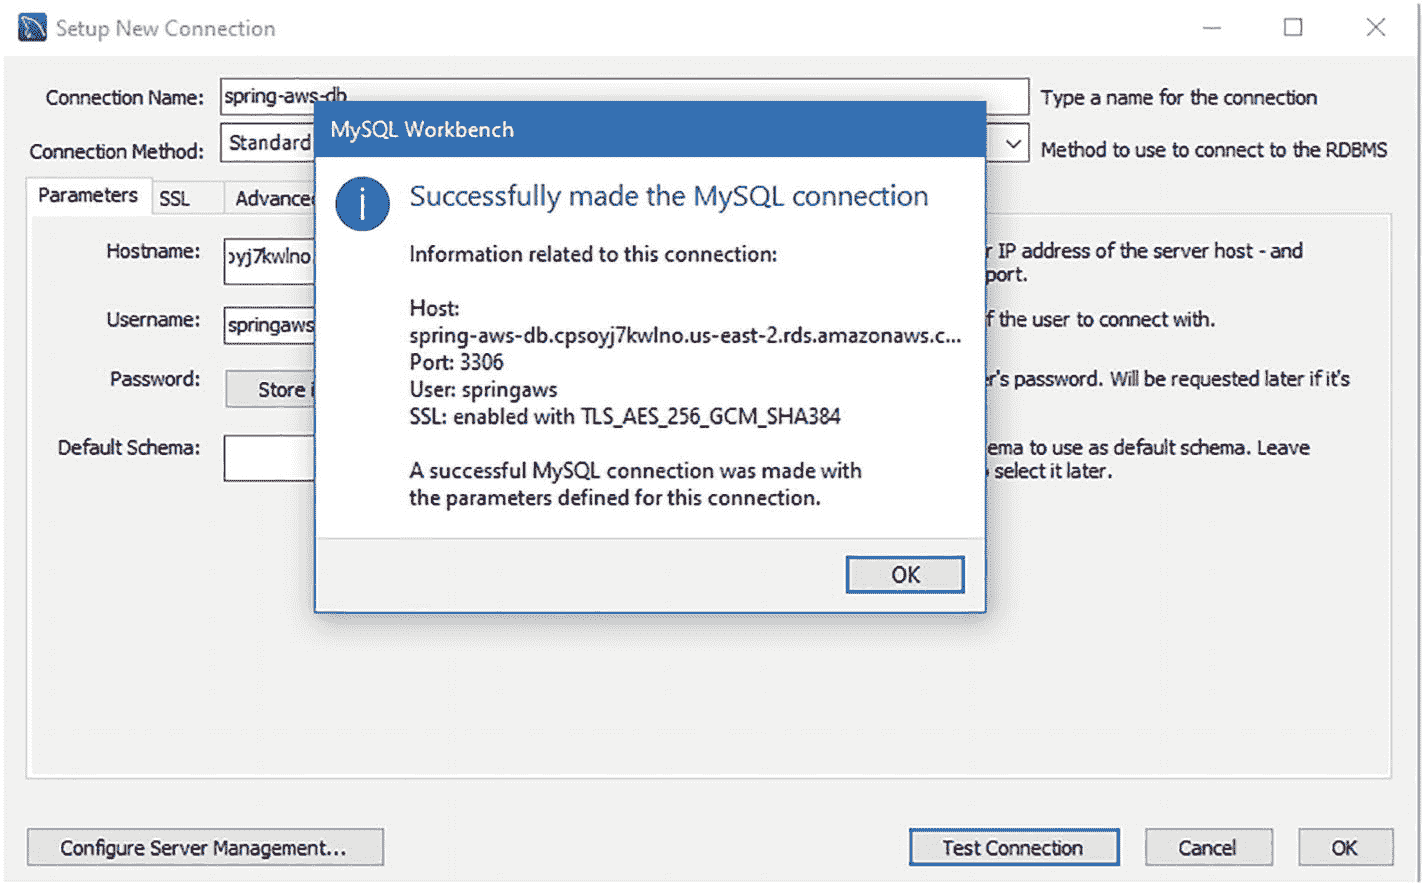 Setup New Connection
Connection Name:
spring-aws-db
Type a name for the connection
Connection Method:
Standard
Method to use to connect to the RDBMS
Parameters
SSL
Advanced
Hostname:
oyj7kwlno
IP address of the server host - and
port.
Username:
springaws
f the user to connect with.
Password:
Store i
er's password. Will be requested later if it's
Default Schema:
ema to use as default schema. Leave
select it later.
MySQL Workbench
Successfully made the MySQL connection
Information related to this connection:
Host:
spring-aws-db.cpsoyj7kwlno.us-east-2.rds.amazonaws.c...
Port: 3306
User: springaws
SSL: enabled with TLS_AES_256_GCM_SHA384
A successful MySQL connection was made with
the parameters defined for this connection.
OK
Configure Server Management...
Test Connection
Cancel
OK